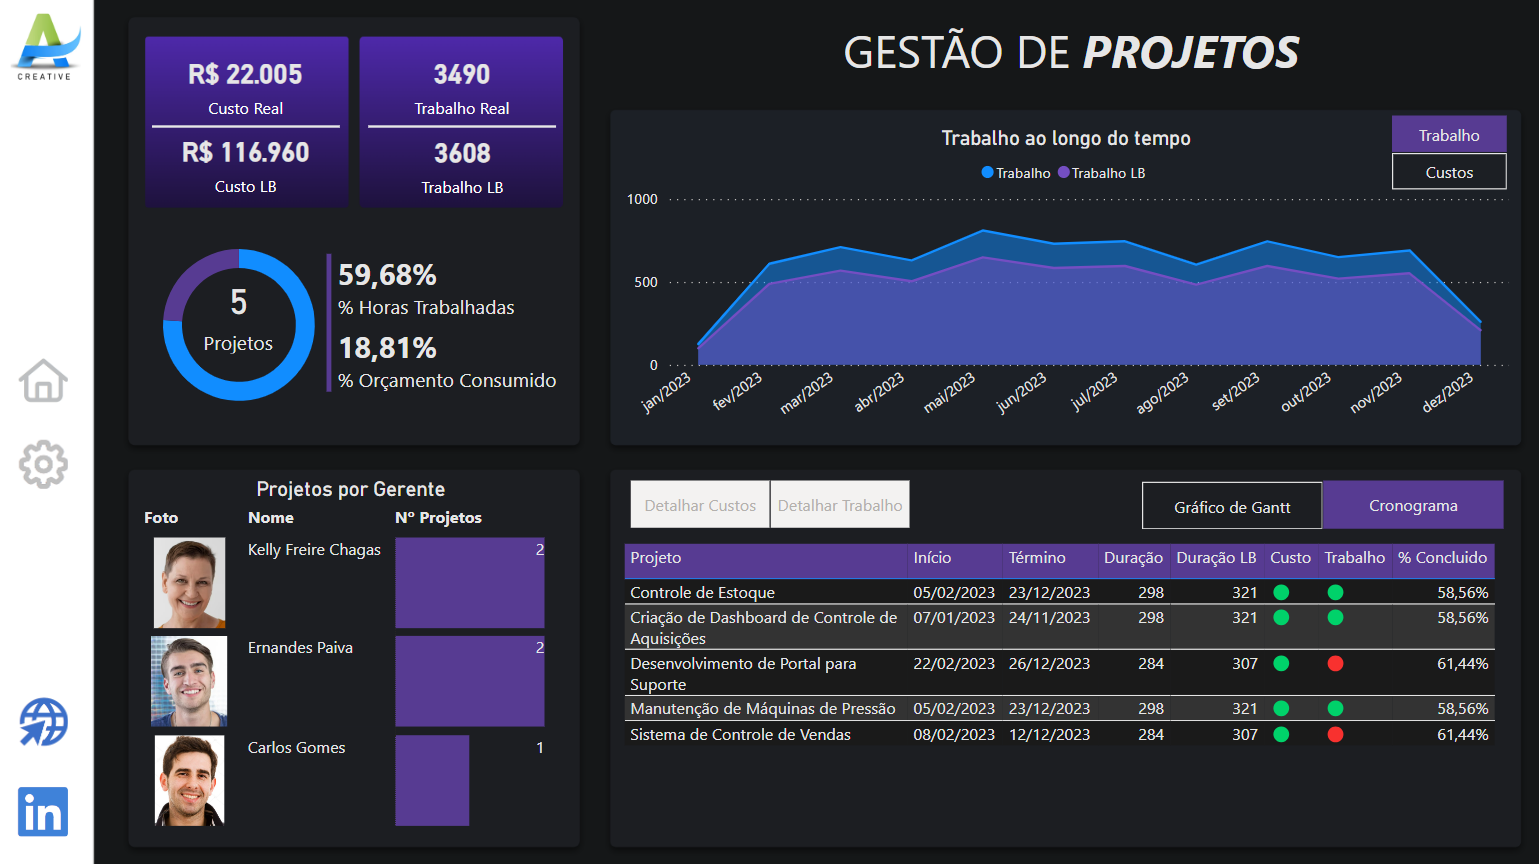 CREATIVE
R$ 22.005
Custo Real
R$ 116.960
Custo LB
3490
Trabalho Real
3608
Trabalho LB
5
Projetos
59,68%
% Horas Trabalhadas
18,81%
% Orçamento Consumido
GESTÃO DE PROJETOS
Trabalho ao longo do tempo
Trabalho Trabalho LB
Trabalho
Custos
1000
500
0
jan/2023 fev/2023 mar/2023 abr/2023 mai/2023 jun/2023 jul/2023 ago/2023 set/2023 out/2023 nov/2023 dez/2023
Projetos por Gerente
Foto Nome Nº Projetos
Kelly Freire Chagas 2
Ernandes Paiva 2
Carlos Gomes 1
in
Detalhar Custos Detalhar Trabalho Gráfico de Gantt Cronograma
Projeto Início Término Duração Duração LB Custo Trabalho % Concluido
Controle de Estoque 05/02/2023 23/12/2023 298 321 58,56%
Criação de Dashboard de Controle de 07/01/2023 24/11/2023 298 321 58,56%
Aquisições
Desenvolvimento de Portal para 22/02/2023 26/12/2023 284 307 61,44%
Suporte
Manutenção de Máquinas de Pressão 05/02/2023 23/12/2023 298 321 58,56%
Sistema de Controle de Vendas 08/02/2023 12/12/2023 284 307 61,44%